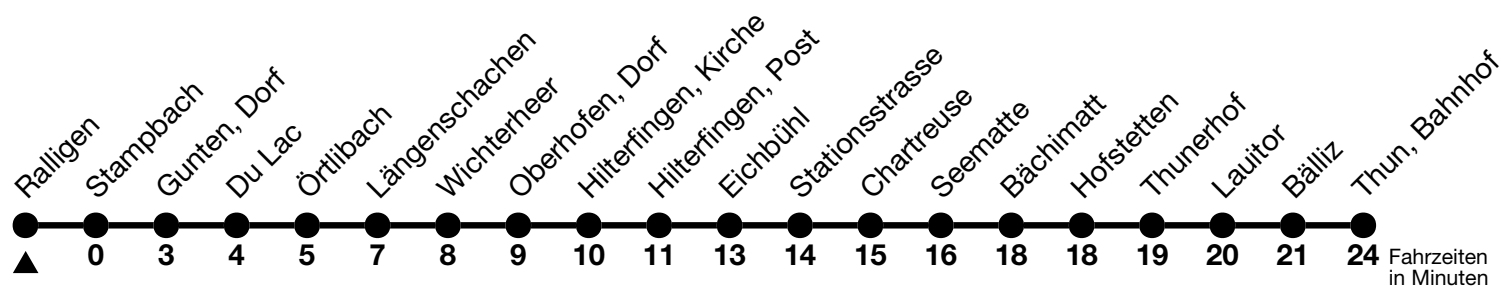 Ralligen
Stampbach
Gunten, Dorf
Du Lac
Örtlibach
Längenschachen
Wichterheer
Oberhofen, Dorf
Hilterfingen, Kirche
Hilterfingen, Post
Eichbühl
Stationsstrasse
Chartreuse
Seematte
Bächimatt
Hofstetten
Thunerhof
Lauitor
Bälliz
Thun, Bahnhof
0 3 4 5 7 8 9 10 11 13 14 15 16 18 18 19 20 21 24
Fahrzeiten
in Minuten